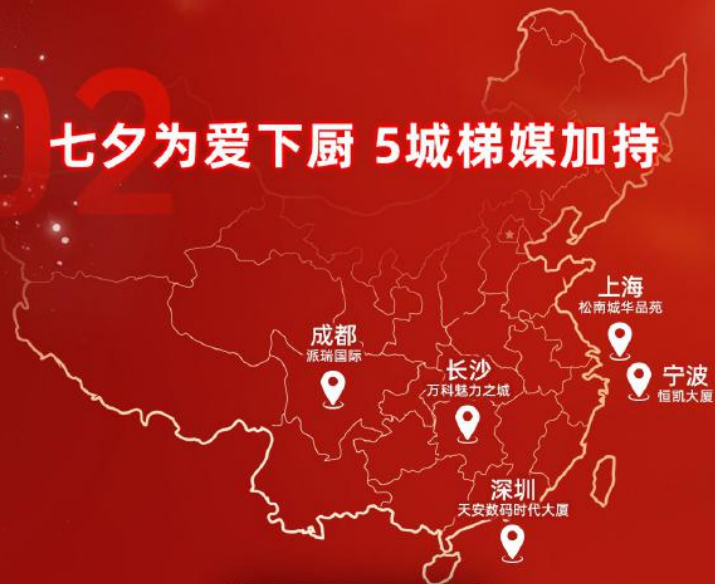 02
七夕为爱下厨 5城梯媒加持
上海
松南城华品苑
成都
派瑞国际
宁波
恒凯大厦
长沙
万科魅力之城
深圳
天安数码时代大厦